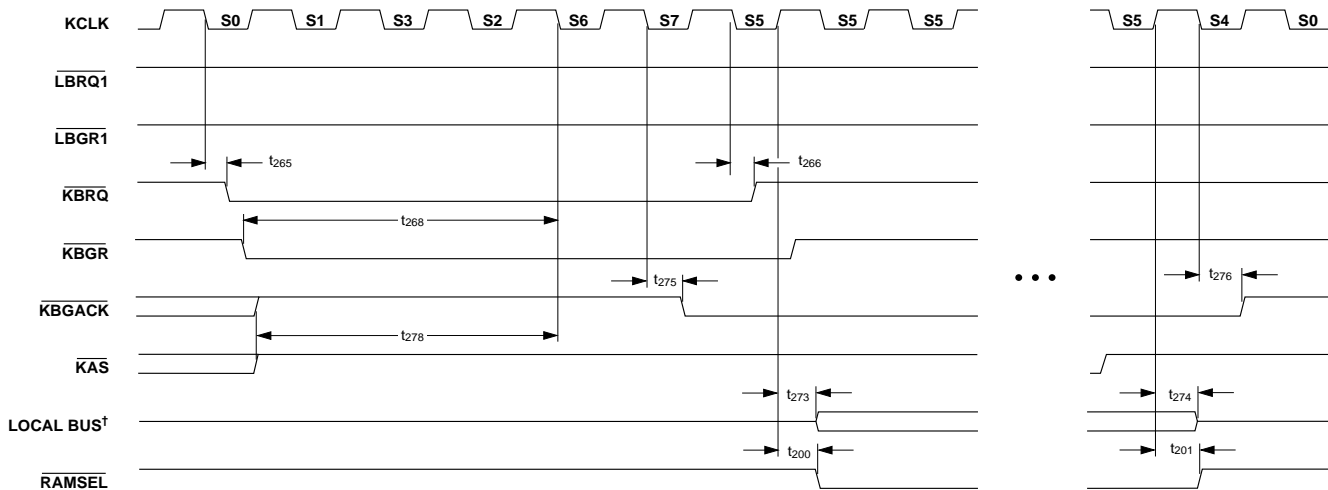 KCLK S0 S1 S3 S2 S6 S7 S5 S5 S5 S5 S4 S0
LBRQ1
LBGR1
t265 t266
KBRQ
t268
KBGR
t275 • • • t276
KBGACK
t278
KAS
t273 t274
LOCAL BUS†
t200 t201
RAMSEL